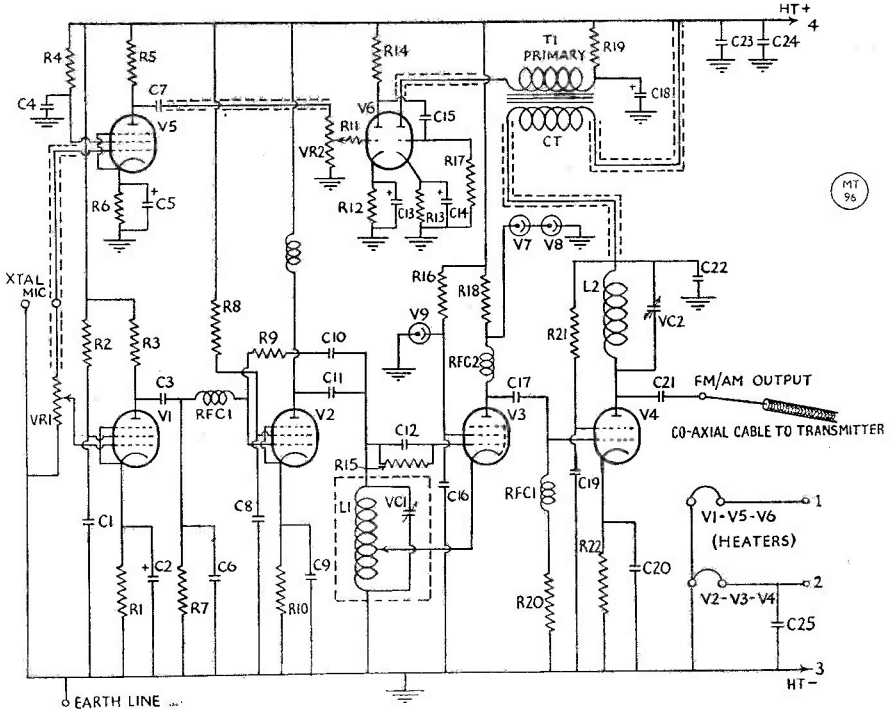 HT+
4
R4
R5
R14
T1
PRIMARY
R19
C23
C24
C4
C7
V5
V6
R11
VR2
C15
C18
CT
R17
R6
C5
R12
C13
R13
C14
MT
96
V7
V8
XTAL
MIC
R2
R3
R8
R9
C10
C11
V9
R16
R18
RFC2
L2
VC2
C22
R21
VR1
C3
V1
RFC1
V2
C12
R15
C17
V3
V4
C21
FM/AM OUTPUT
CO-AXIAL CABLE TO TRANSMITTER
C1
C2
R1
R7
C6
C8
R10
C9
L1
VC1
C16
RFC1
R20
C19
R22
C20
1
V1-V5-V6
(HEATERS)
2
V2-V3-V4
C25
3
HT-
EARTH LINE